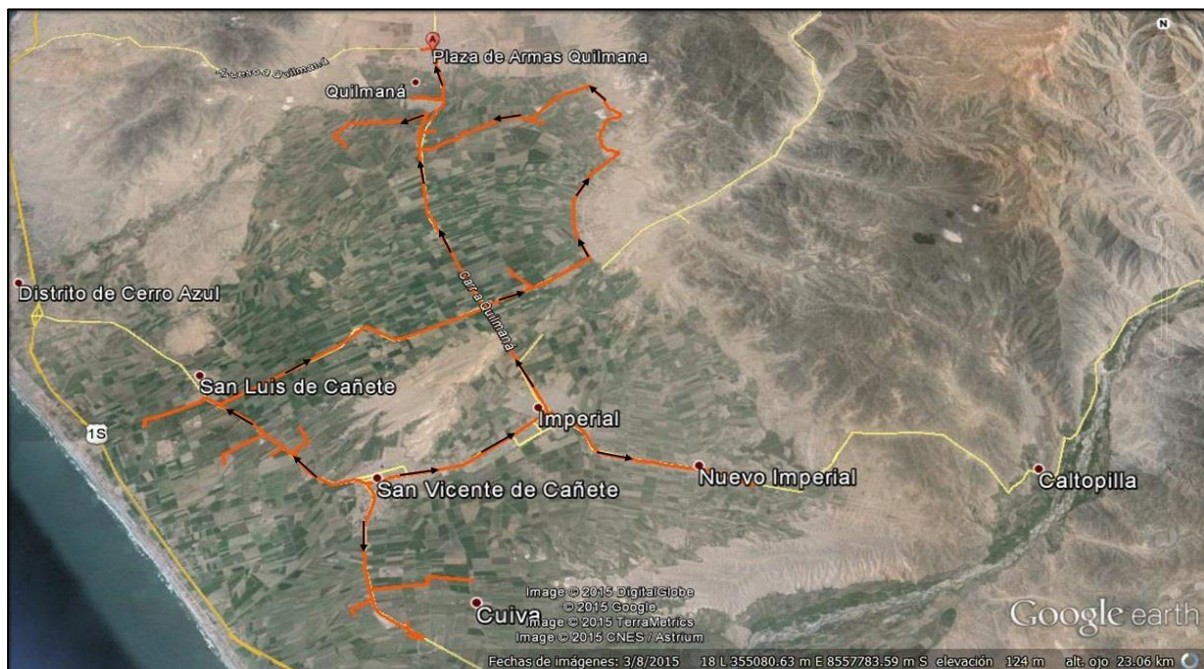 N
A
Plaza de Armas Quilmana
Quilmaná
Distrito de Cerro Azul
Carr a Quilmaná
San Luis de Cañete
1S
Imperial
San Vicente de Cañete
Nuevo Imperial
Caltopilla
Cuiva
Image © 2015 DigitalGlobe
© 2015 Google
Image © 2015 TerraMetrics
Image © 2015 CNES / Astrium
Google earth
Fechas de imágenes: 3/8/2015 18 L 355080.63 m E 8557783.59 m S elevación 124 m alt. ojo 23.06 km